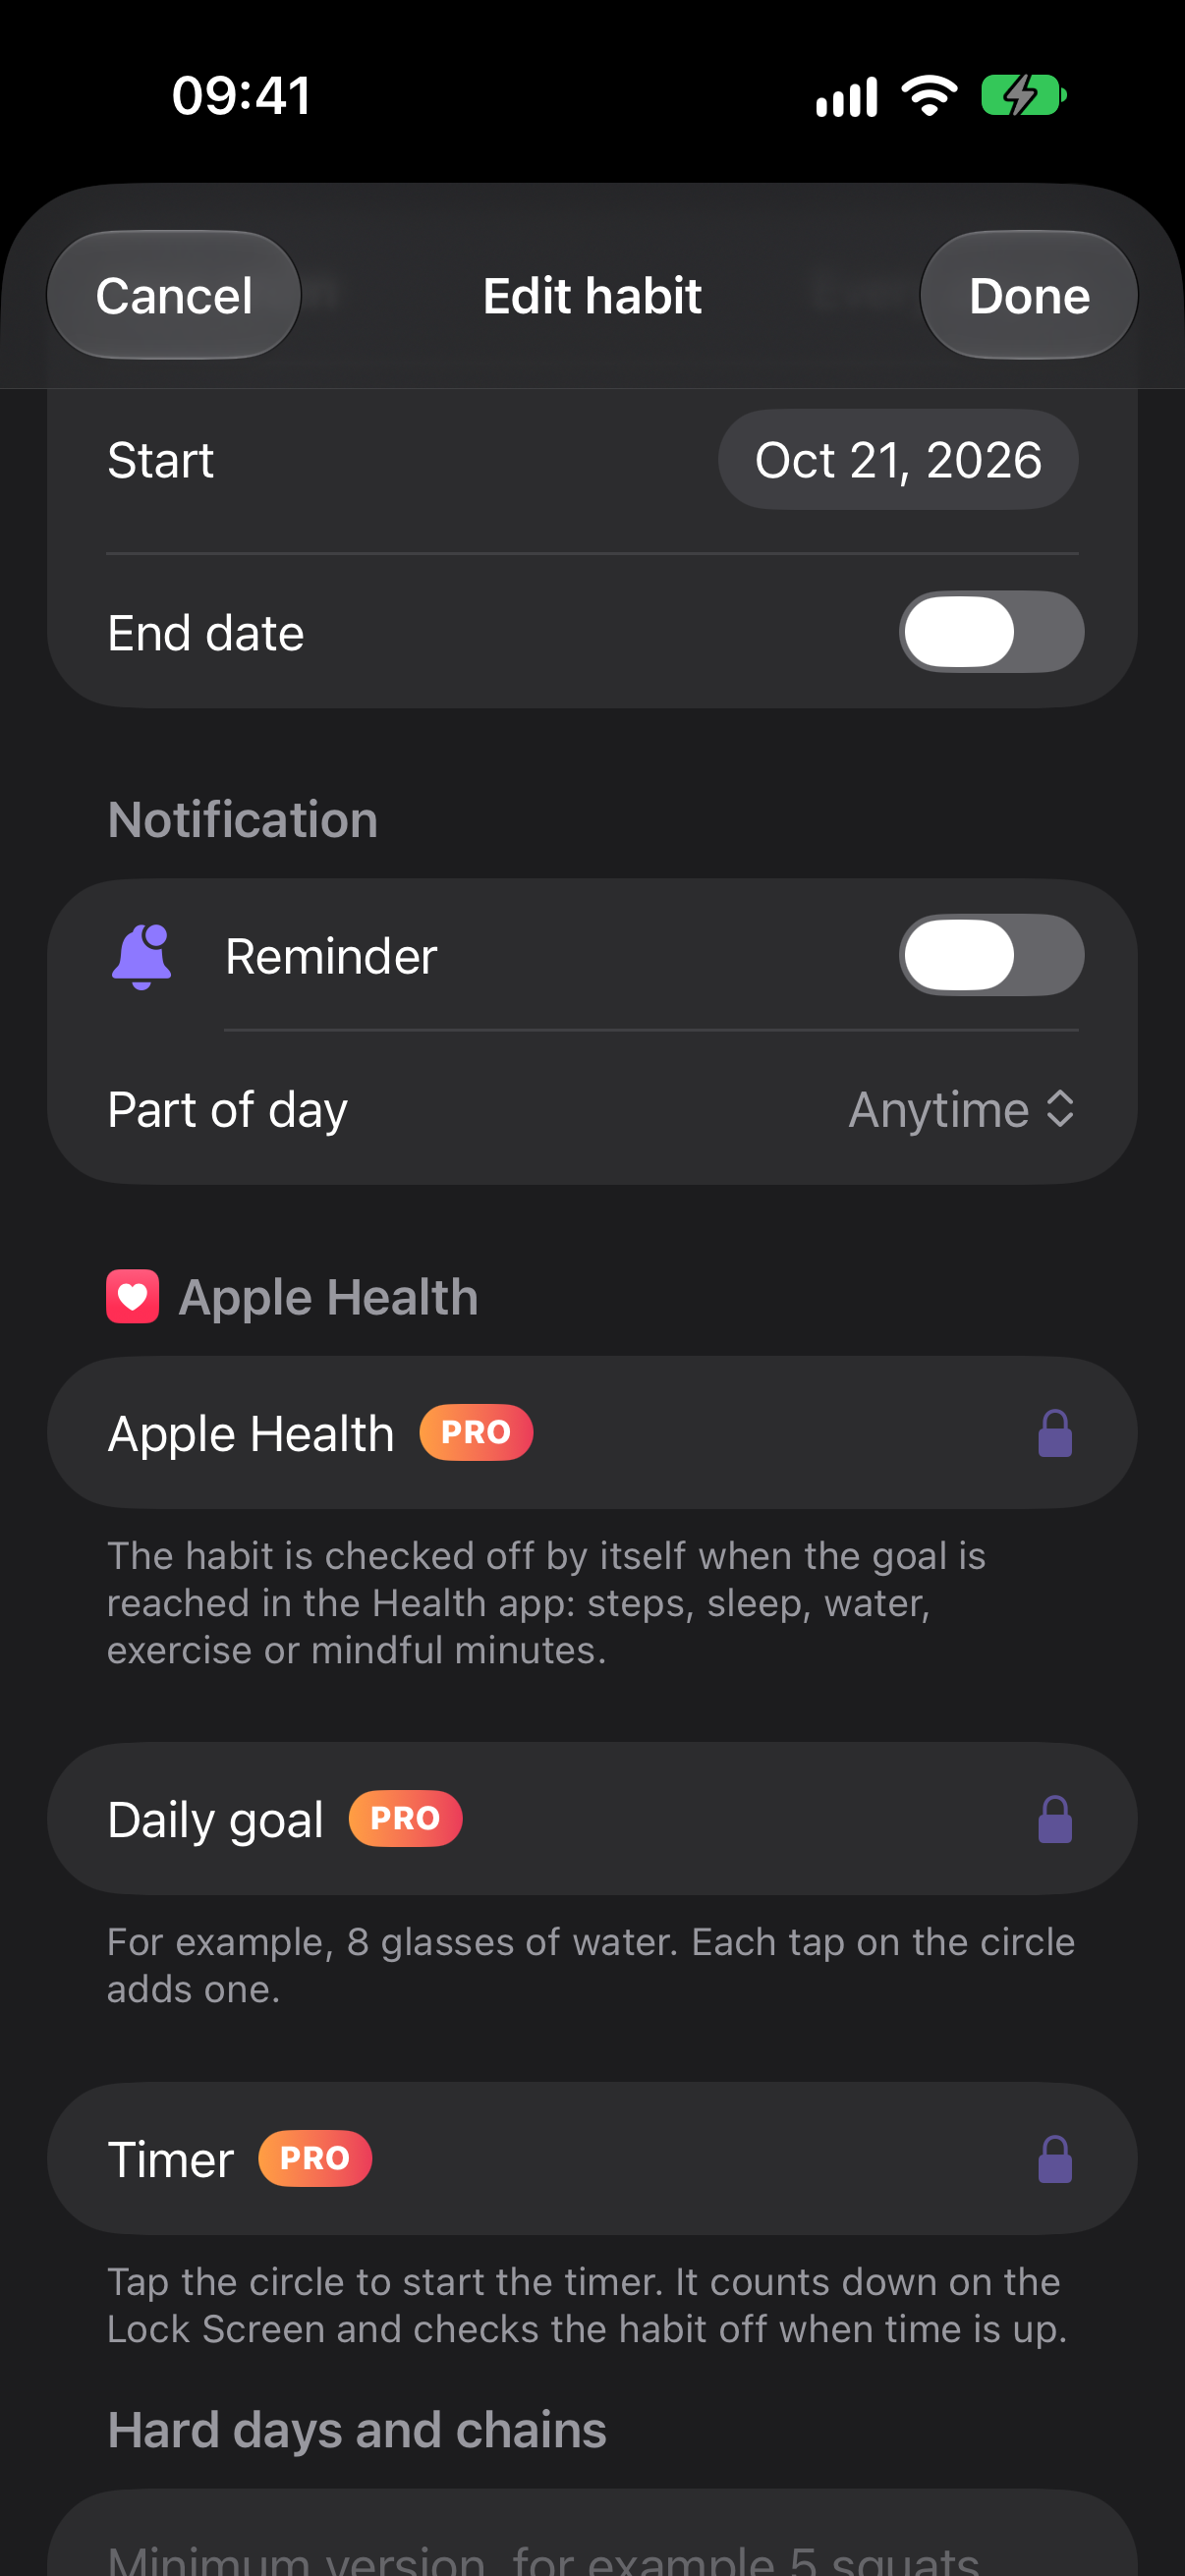 09:41
Cancel
Edit habit
Done
Start
Oct 21, 2026
End date
Notification
Reminder
Part of day
Anytime
Apple Health
Apple Health PRO
The habit is checked off by itself when the goal is
reached in the Health app: steps, sleep, water,
exercise or mindful minutes.
Daily goal PRO
For example, 8 glasses of water. Each tap on the circle
adds one.
Timer PRO
Tap the circle to start the timer. It counts down on the
Lock Screen and checks the habit off when time is up.
Hard days and chains
Minimum version, for example 5 squats